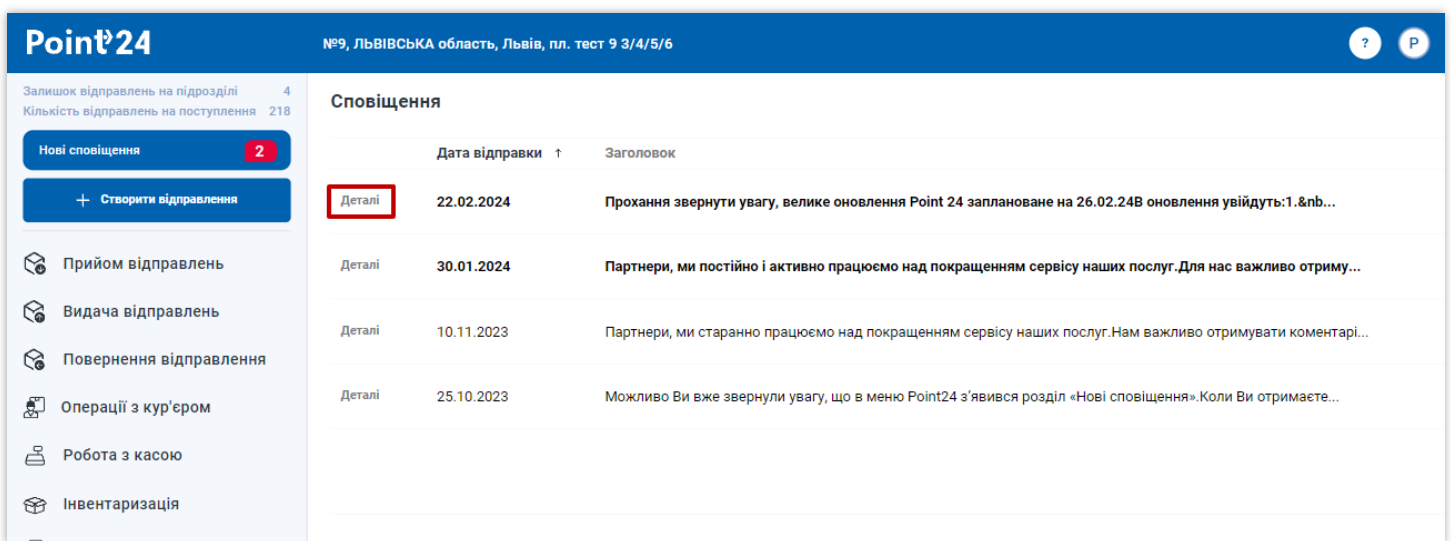 Point24
№9, ЛЬВІВСЬКА область, Львів, пл. тест 9 3/4/5/6
?
P
Залишок відправлень на підрозділі 4
Кількість відправлень на поступлення 218
Нові сповіщення 2
+ Створити відправлення
Прийом відправлень
Видача відправлень
Повернення відправлення
Операції з кур'єром
Робота з касою
Інвентаризація
Сповіщення
Дата відправки ↑ Заголовок
Деталі 22.02.2024 Прохання звернути увагу, велике оновлення Point 24 заплановане на 26.02.24В оновлення увійдуть:1.&nb...
Деталі 30.01.2024 Партнери, ми постійно і активно працюємо над покращенням сервісу наших послуг.Для нас важливо отриму...
Деталі 10.11.2023 Партнери, ми старанно працюємо над покращенням сервісу наших послуг.Нам важливо отримувати коментарі...
Деталі 25.10.2023 Можливо Ви вже звернули увагу, що в меню Point24 з’явився розділ «Нові сповіщення».Коли Ви отримаєте...